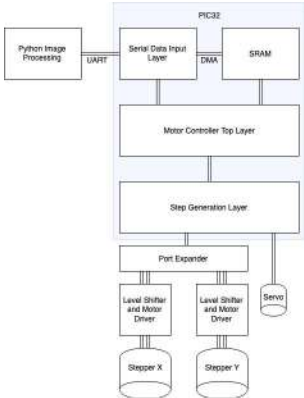 PIC32
Python Image
Processing
UART
Serial Data Input
Layer
DMA
SRAM
Motor Controller Top Layer
Step Generation Layer
Port Expander
Level Shifter
and Motor
Driver
Level Shifter
and Motor
Driver
Servo
Stepper X
Stepper Y